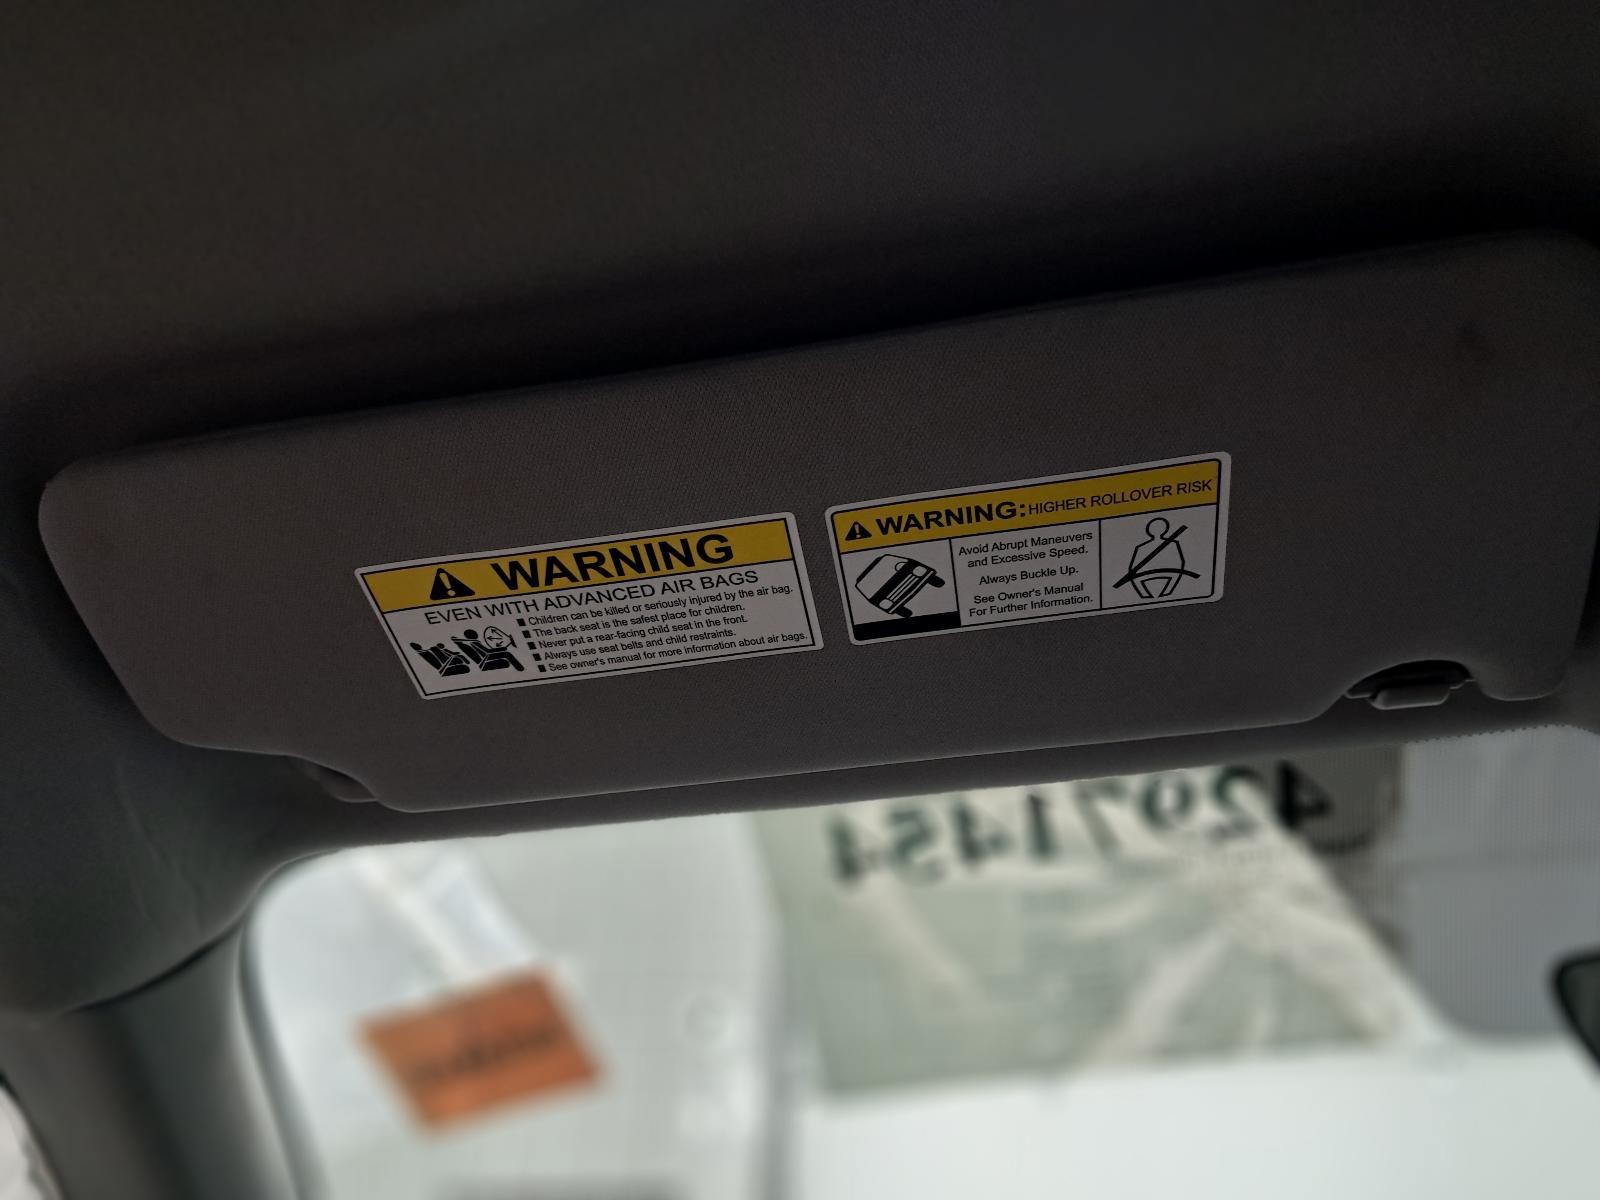 WARNING
EVEN WITH ADVANCED AIR BAGS
Children can be killed or seriously injured by the air bag.
The back seat is the safest place for children.
Never put a rear-facing child seat in the front.
Always use seat belts and child restraints.
See owner's manual for more information about air bags.
WARNING: HIGHER ROLLOVER RISK
Avoid Abrupt Maneuvers
and Excessive Speed.
Always Buckle Up.
See Owner's Manual
For Further Information.
42971454